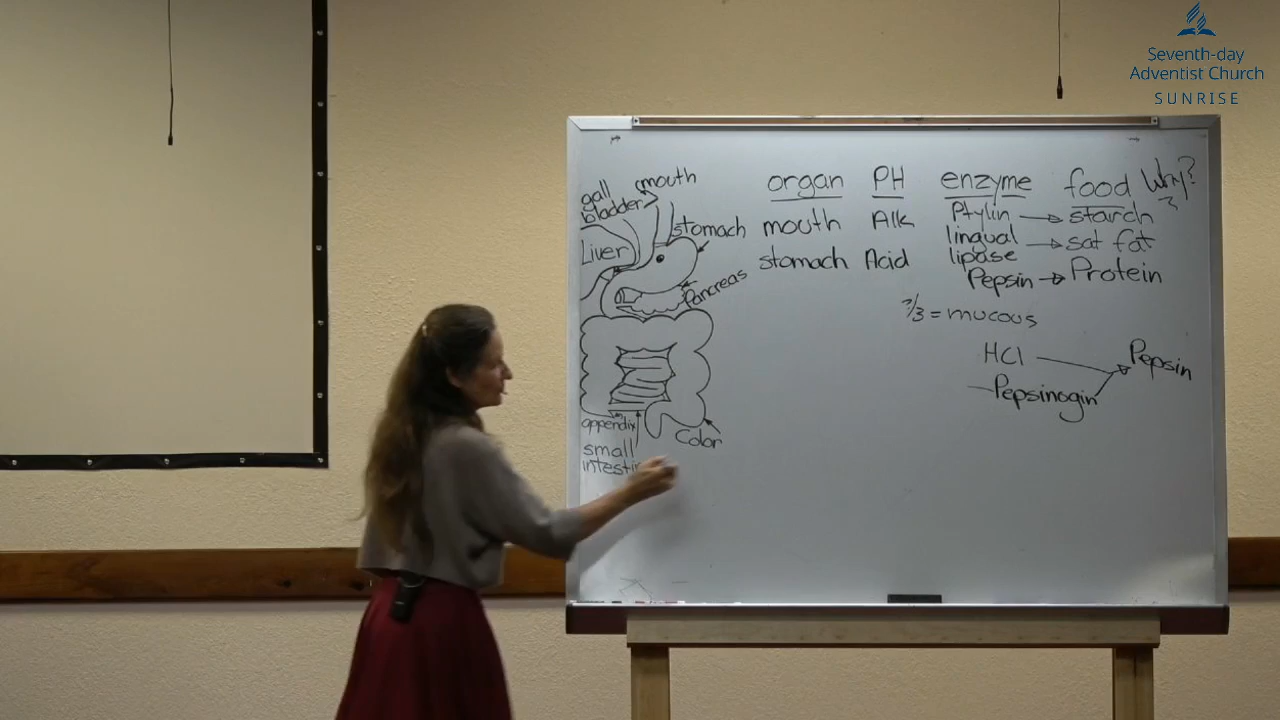 Seventh-day
Adventist Church
SUNRISE
organ PH enzyme food Why?
mouth Alk Ptylin → starch
lingual lipase → sat fat
stomach Acid Pepsin → Protein
2/3 = mucous
HCl → Pepsin
Pepsinogin
gall
bladder
mouth
stomach
Liver
Pancreas
appendix
Colon
small
intesti